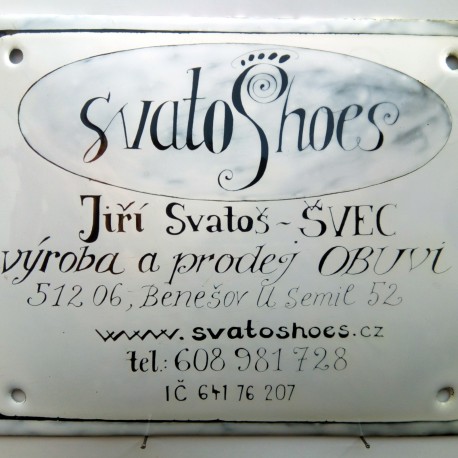 svatoShoes
Jiří Svatoš - ŠVEC
výroba a prodej OBUVI
512 06, Benešov U Semil 52
www.svatoshoes.cz
tel.: 608 981 728
IČ 641 76 207